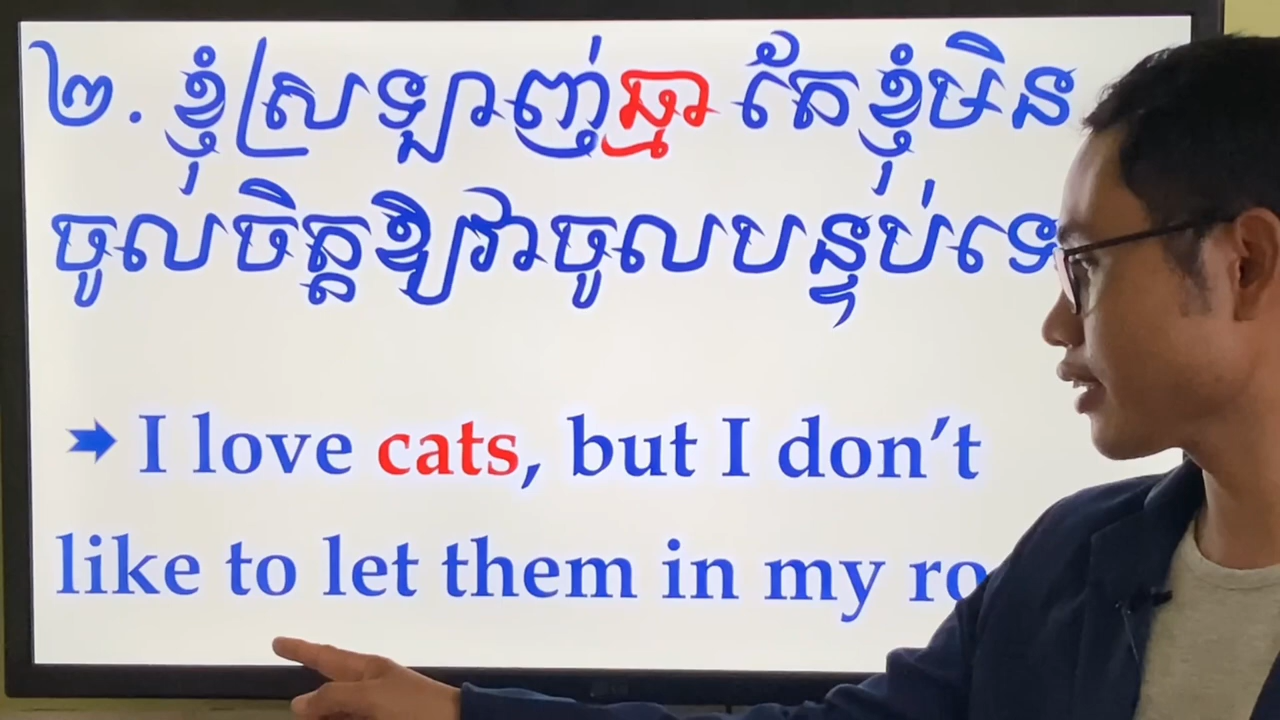 ២. ខ្ញុំស្រឡាញ់ឆ្មា តែខ្ញុំមិន
ចូលចិត្តឱ្យវាចូលបន្ទប់ទេ
I love cats, but I don’t
like to let them in my